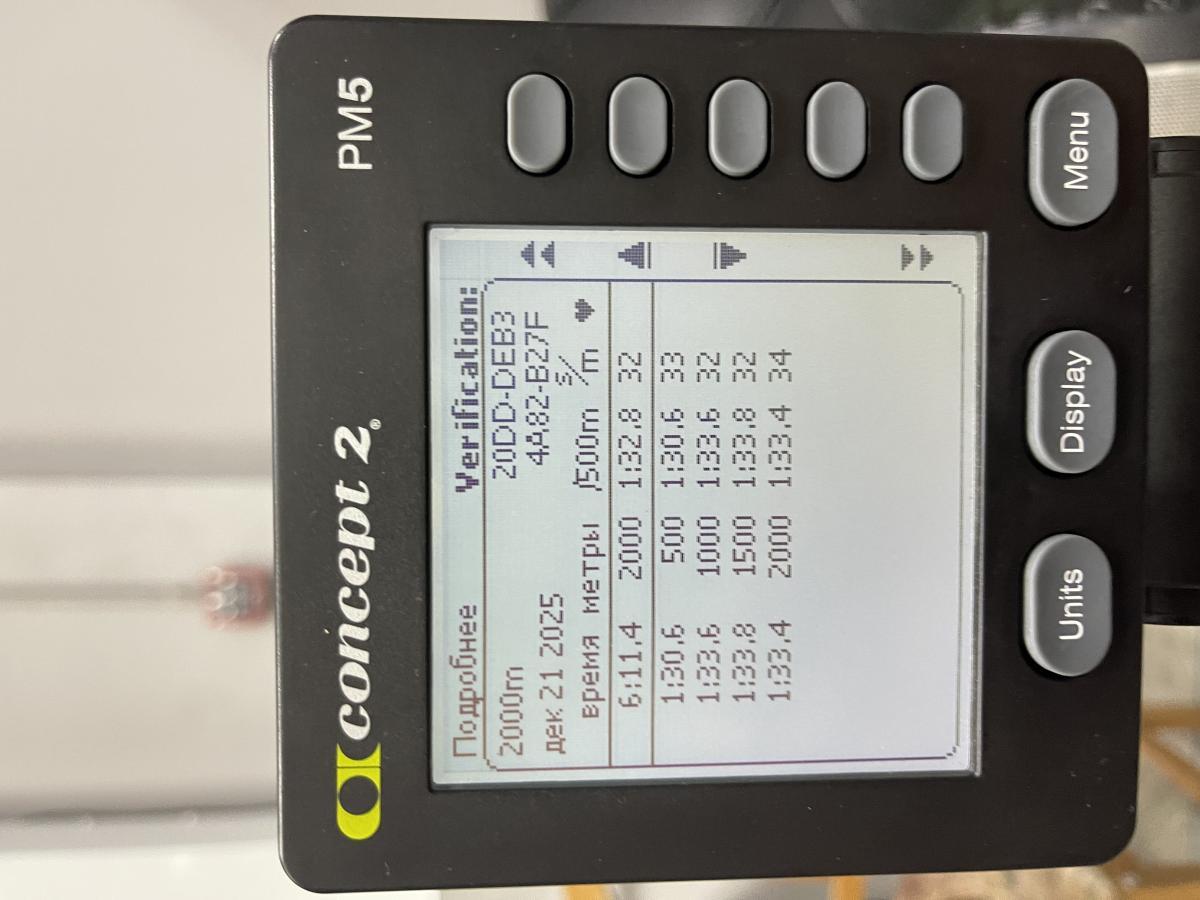 concept 2® PM5
Подробнее Verification:
2000m 20DD-DEB3
дек 21 2025 4A82-B27F
время метры /500m s/m
6:11.4 2000 1:32.8 32
1:30.6 500 1:30.6 33
1:33.6 1000 1:33.6 32
1:33.8 1500 1:33.8 32
1:33.4 2000 1:33.4 34
Units Display Menu